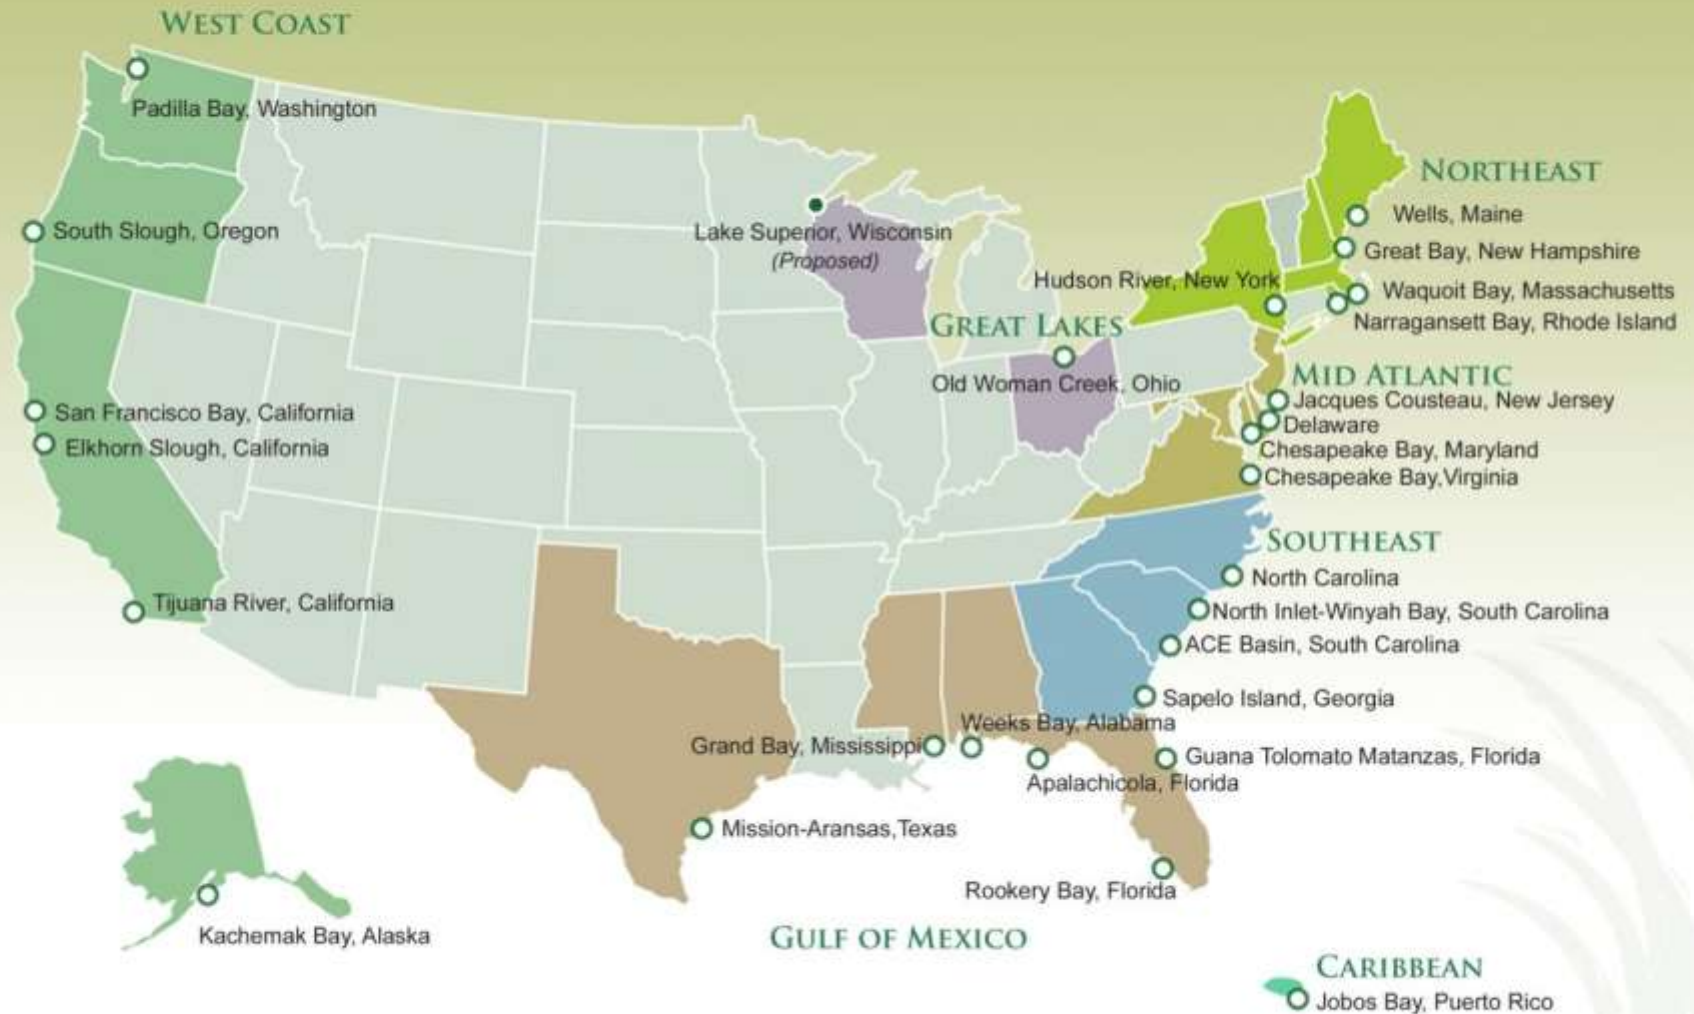 WEST COAST
Padilla Bay, Washington
South Slough, Oregon
San Francisco Bay, California
Elkhorn Slough, California
Tijuana River, California
Kachemak Bay, Alaska
Lake Superior, Wisconsin
(Proposed)
GREAT LAKES
Old Woman Creek, Ohio
NORTHEAST
Wells, Maine
Great Bay, New Hampshire
Hudson River, New York
Waquoit Bay, Massachusetts
Narragansett Bay, Rhode Island
MID ATLANTIC
Jacques Cousteau, New Jersey
Delaware
Chesapeake Bay, Maryland
Chesapeake Bay,Virginia
SOUTHEAST
North Carolina
North Inlet-Winyah Bay, South Carolina
ACE Basin, South Carolina
Sapelo Island, Georgia
Weeks Bay, Alabama
Grand Bay, Mississippi
Guana Tolomato Matanzas, Florida
Apalachicola, Florida
Mission-Aransas,Texas
Rookery Bay, Florida
GULF OF MEXICO
CARIBBEAN
Jobos Bay, Puerto Rico